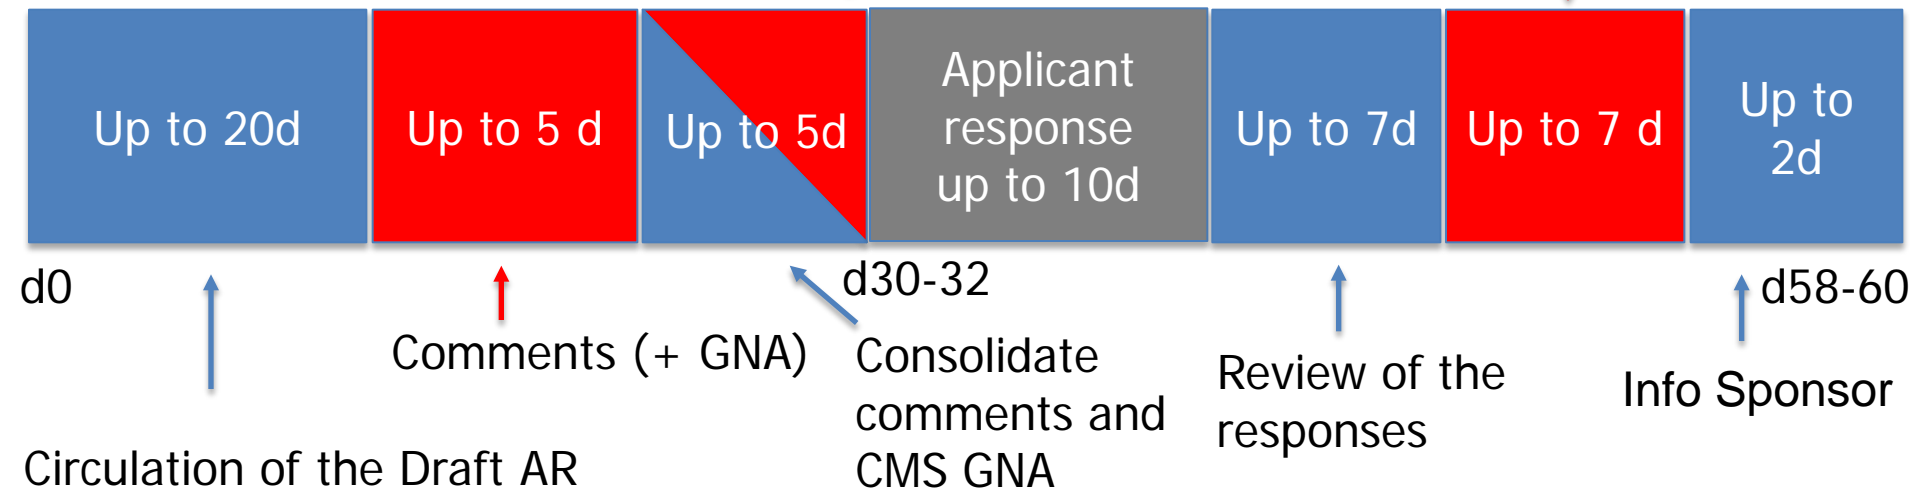 Up to 20d
Up to 5 d
Up to 5d
Applicant
response
up to 10d
Up to 7d
Up to 7 d
Up to
2d
d0
d30-32
d58-60
Comments (+ GNA)
Consolidate
comments and
CMS GNA
Review of the
responses
Info Sponsor
Circulation of the Draft AR